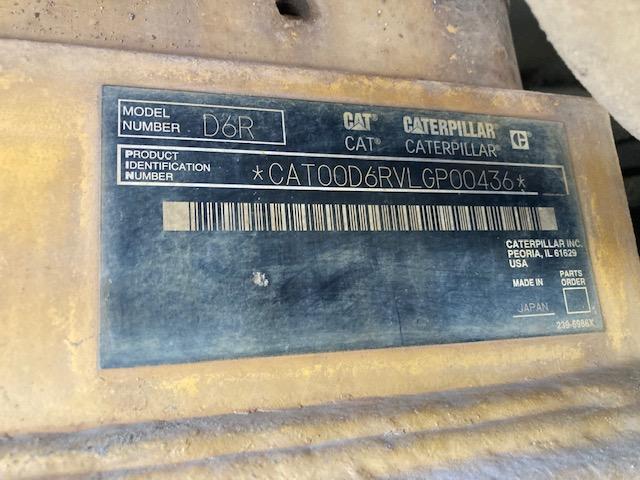 MODEL NUMBER D6R
CAT® CATERPILLAR® C
CAT® CATERPILLAR®
PRODUCT IDENTIFICATION NUMBER *CAT00D6RVLGP00436*
CATERPILLAR INC.
PEORIA, IL 61629
USA
MADE IN
JAPAN
PARTS ORDER
239-5986X